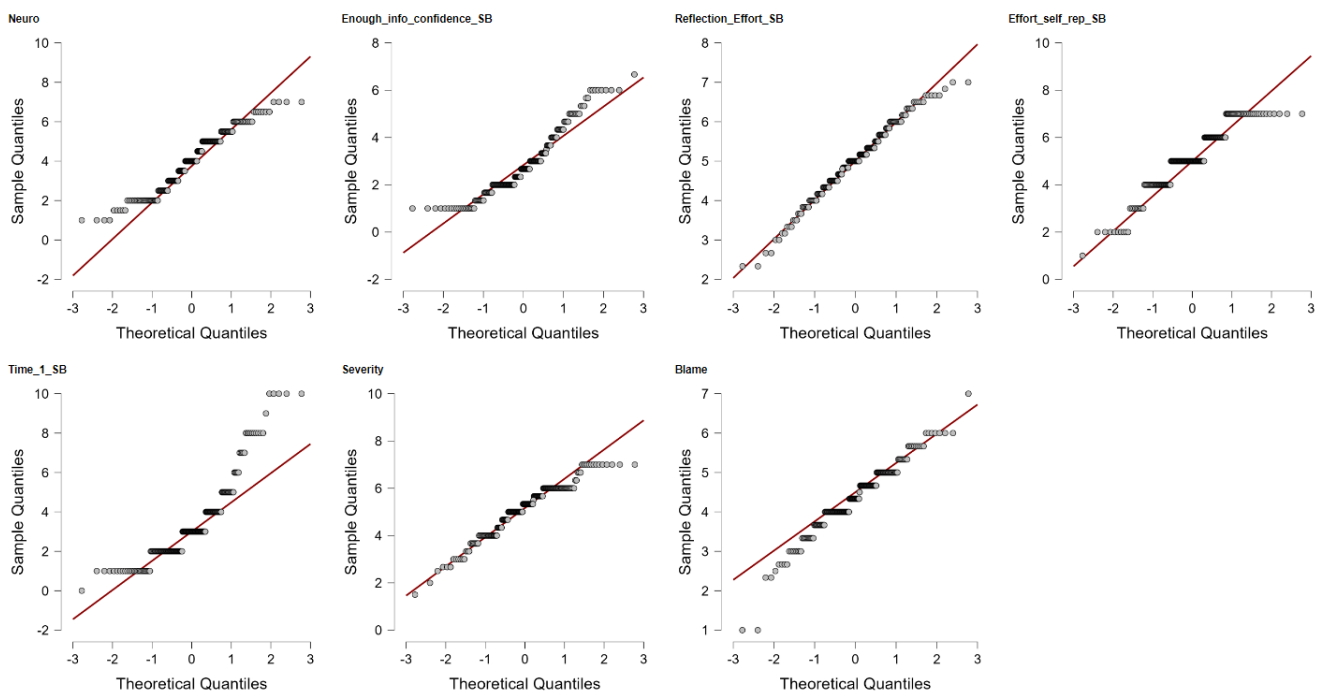 Neuro
Enough_info_confidence_SB
Reflection_Effort_SB
Effort_self_rep_SB
10
8
6
4
2
0
-2
Sample Quantiles
-3 -2 -1 0 1 2 3
Theoretical Quantiles
8
6
4
2
0
-2
Sample Quantiles
-3 -2 -1 0 1 2 3
Theoretical Quantiles
8
7
6
5
4
3
2
Sample Quantiles
-3 -2 -1 0 1 2 3
Theoretical Quantiles
10
8
6
4
2
0
Sample Quantiles
-3 -2 -1 0 1 2 3
Theoretical Quantiles
Time_1_SB
Severity
Blame
10
8
6
4
2
0
-2
Sample Quantiles
-3 -2 -1 0 1 2 3
Theoretical Quantiles
10
8
6
4
2
0
Sample Quantiles
-3 -2 -1 0 1 2 3
Theoretical Quantiles
7
6
5
4
3
2
1
Sample Quantiles
-3 -2 -1 0 1 2 3
Theoretical Quantiles